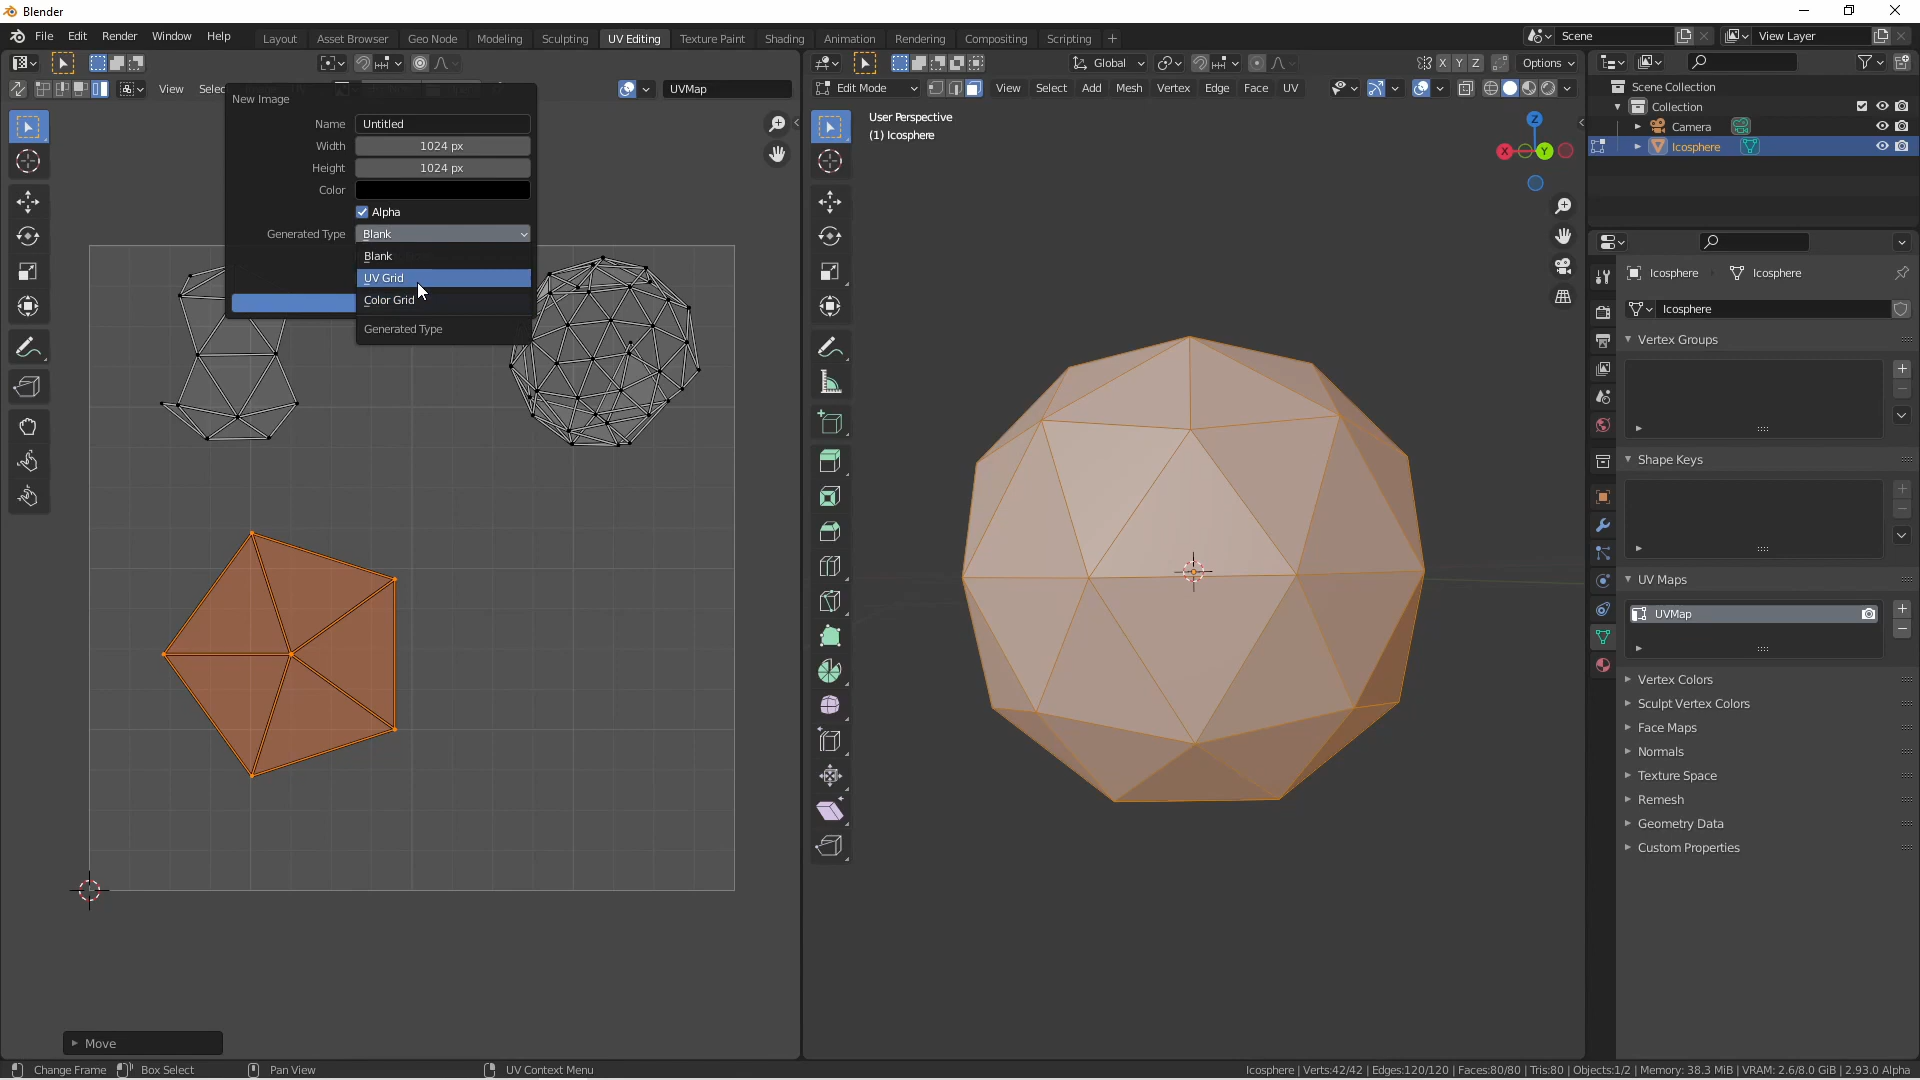 Blender
File Edit Render Window Help
Layout Asset Browser Geo Node Modeling Sculpting UV Editing Texture Paint Shading Animation Rendering Compositing Scripting +
Scene
View Layer
Global
X Y Z
Options
View Selec
UVMap
Edit Mode
View Select Add Mesh Vertex Edge Face UV
New Image
Name Untitled
Width 1024 px
Height 1024 px
Color
Alpha
Generated Type Blank
Blank
UV Grid
Color Grid
Generated Type
Move
User Perspective
(1) Icosphere
Z
X
Y
Scene Collection
Collection
Camera
Icosphere
Icosphere
Icosphere
Icosphere
Vertex Groups
Shape Keys
UV Maps
UVMap
Vertex Colors
Sculpt Vertex Colors
Face Maps
Normals
Texture Space
Remesh
Geometry Data
Custom Properties
Change Frame
Box Select
Pan View
UV Context Menu
Icosphere | Verts:42/42 | Edges:120/120 | Faces:80/80 | Tris:80 | Objects:1/2 | Memory: 38.3 MiB | VRAM: 2.6/8.0 GiB | 2.93.0 Alpha